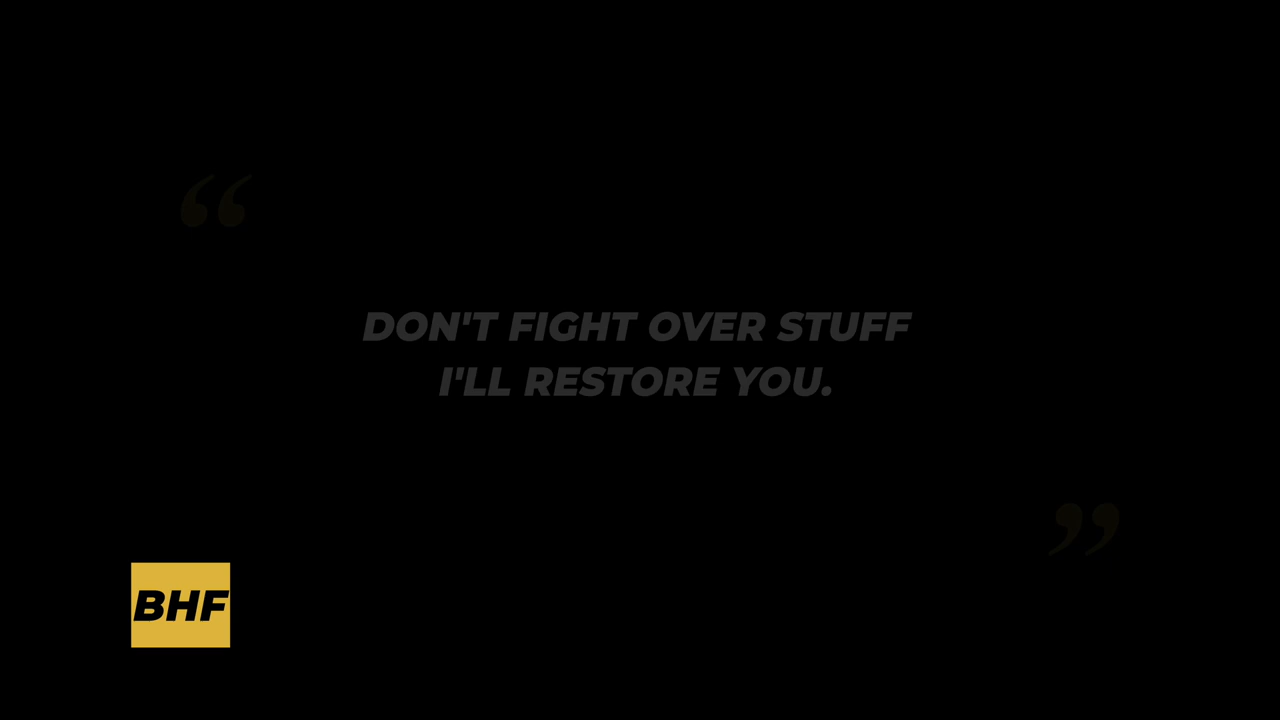 “
DON'T FIGHT OVER STUFF
I'LL RESTORE YOU.
”
BHF